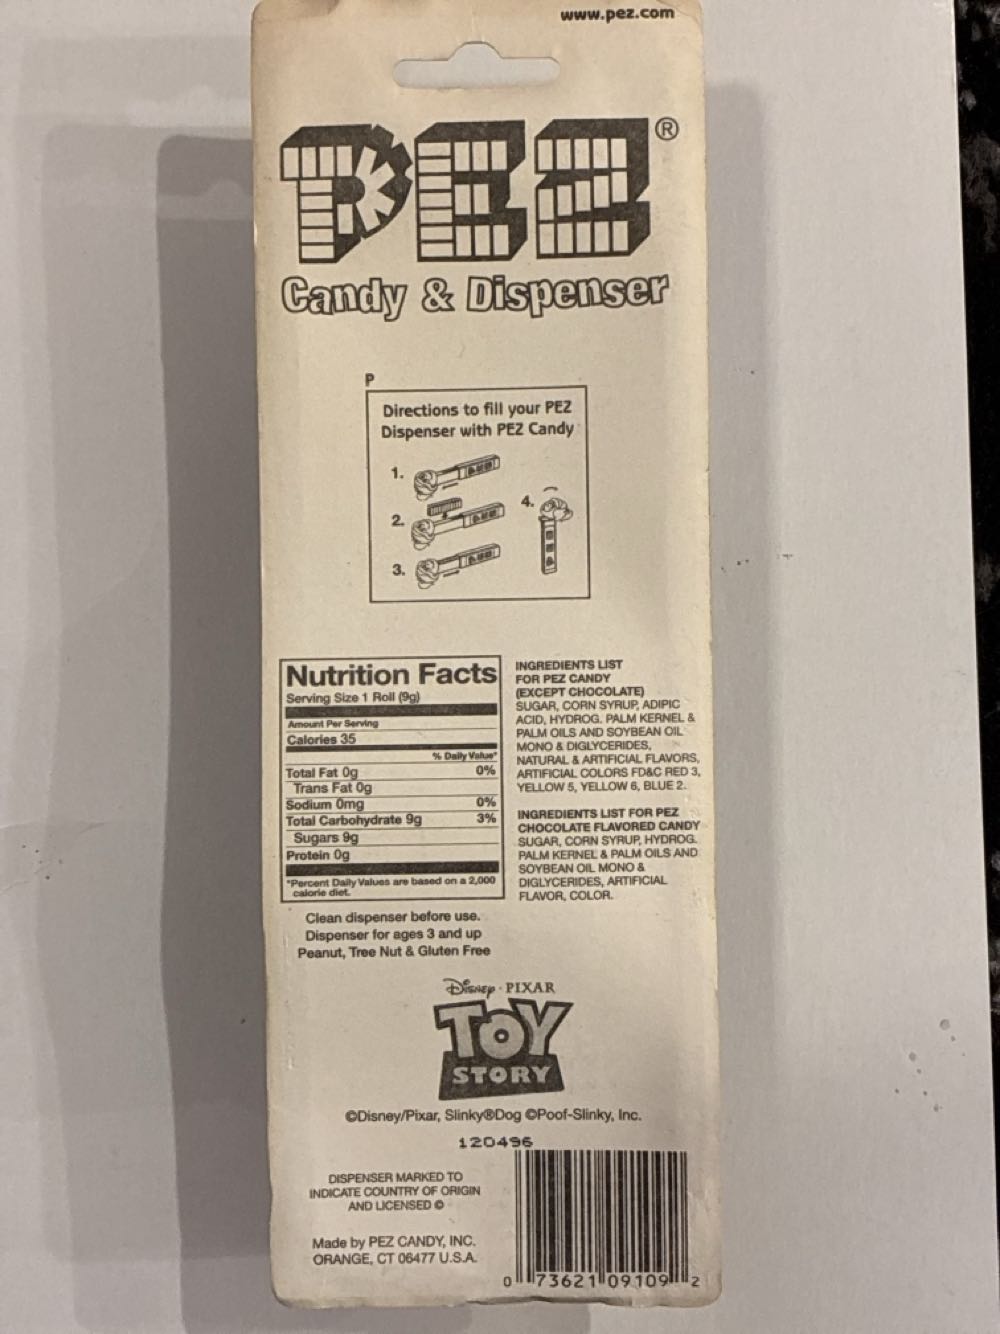 www.pez.com
PEZ®
Candy & Dispenser
P
Directions to fill your PEZ
Dispenser with PEZ Candy
1.
2.
3.
4.
Nutrition Facts
Serving Size 1 Roll (9g)
Amount Per Serving
Calories 35
% Daily Value*
Total Fat 0g 0%
Trans Fat 0g
Sodium 0mg 0%
Total Carbohydrate 9g 3%
Sugars 9g
Protein 0g
*Percent Daily Values are based on a 2,000
calorie diet.
INGREDIENTS LIST
FOR PEZ CANDY
(EXCEPT CHOCOLATE)
SUGAR, CORN SYRUP, ADIPIC
ACID, HYDROG. PALM KERNEL &
PALM OILS AND SOYBEAN OIL
MONO & DIGLYCERIDES,
NATURAL & ARTIFICIAL FLAVORS,
ARTIFICIAL COLORS FD&C RED 3,
YELLOW 5, YELLOW 6, BLUE 2.
INGREDIENTS LIST FOR PEZ
CHOCOLATE FLAVORED CANDY
SUGAR, CORN SYRUP, HYDROG.
PALM KERNEL & PALM OILS AND
SOYBEAN OIL MONO &
DIGLYCERIDES, ARTIFICIAL
FLAVOR, COLOR.
Clean dispenser before use.
Dispenser for ages 3 and up
Peanut, Tree Nut & Gluten Free
Disney · PIXAR
TOY
STORY
©Disney/Pixar, Slinky®Dog ©Poof-Slinky, Inc.
120496
DISPENSER MARKED TO
INDICATE COUNTRY OF ORIGIN
AND LICENSED ©
Made by PEZ CANDY, INC.
ORANGE, CT 06477 U.S.A.
0 73621 09109 2